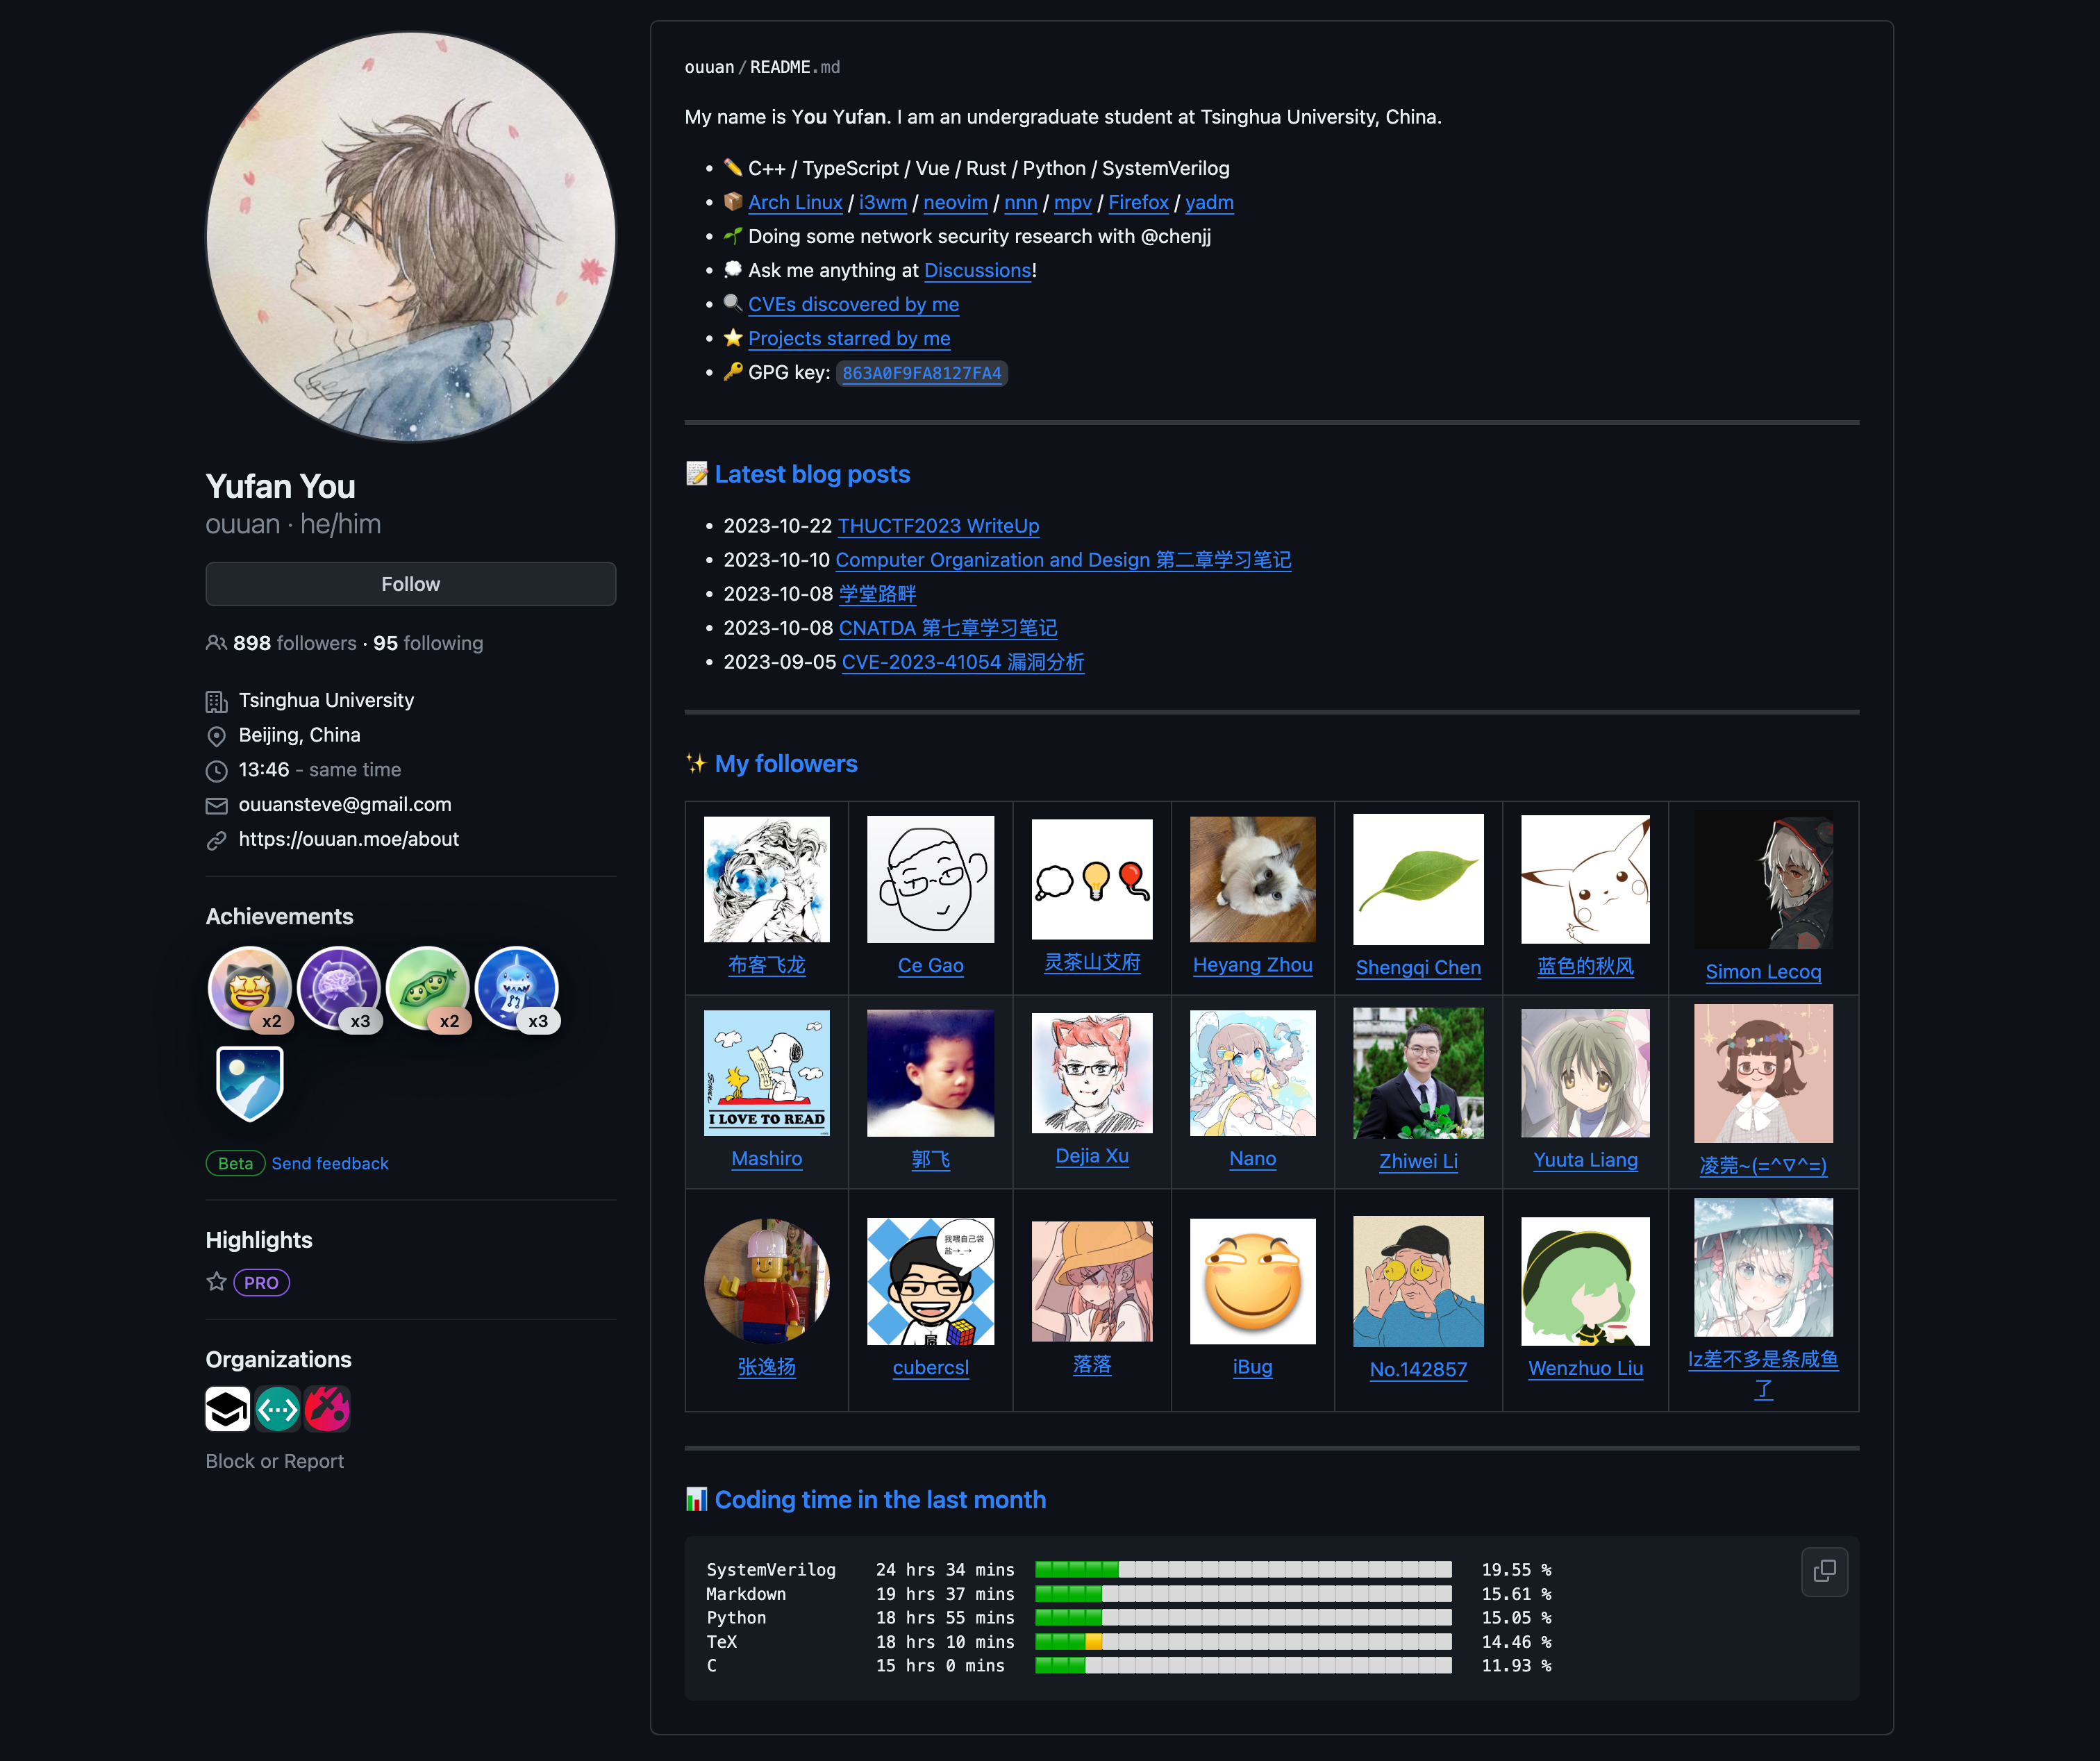 Yufan You
ouuan · he/him
Follow
898 followers · 95 following
Tsinghua University
Beijing, China
13:46 - same time
ouuansteve@gmail.com
https://ouuan.moe/about
Achievements
x2 x3 x2 x3
Beta Send feedback
Highlights
PRO
Organizations
Block or Report
ouuan/README.md
My name is You Yufan. I am an undergraduate student at Tsinghua University, China.
C++ / TypeScript / Vue / Rust / Python / SystemVerilog
Arch Linux / i3wm / neovim / nnn / mpv / Firefox / yadm
Doing some network security research with @chenjj
Ask me anything at Discussions!
CVEs discovered by me
Projects starred by me
GPG key: 863A0F9FA8127FA4
Latest blog posts
2023-10-22 THUCTF2023 WriteUp
2023-10-10 Computer Organization and Design 第二章学习笔记
2023-10-08 学堂路畔
2023-10-08 CNATDA 第七章学习笔记
2023-09-05 CVE-2023-41054 漏洞分析
My followers
布客飞龙 Ce Gao 灵茶山艾府 Heyang Zhou Shengqi Chen 蓝色的秋风 Simon Lecoq
I LOVE TO READ
Mashiro 郭飞 Dejia Xu Nano Zhiwei Li Yuuta Liang 凌莞~(=^▽^=)
我喂自己袋
盐→_→
张逸扬 cubercsl 落落 iBug No.142857 Wenzhuo Liu lz差不多是条咸鱼
了
Coding time in the last month
SystemVerilog 24 hrs 34 mins 19.55 %
Markdown 19 hrs 37 mins 15.61 %
Python 18 hrs 55 mins 15.05 %
TeX 18 hrs 10 mins 14.46 %
C 15 hrs 0 mins 11.93 %